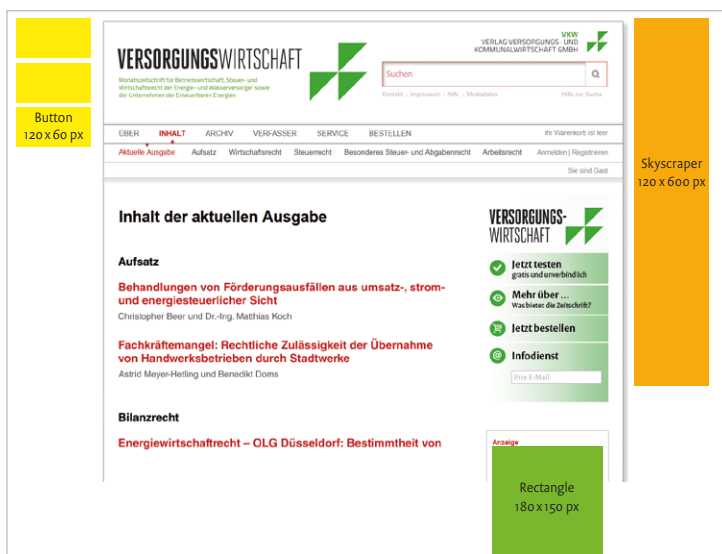 Button
120 x 60 px
VERSORGUNGSWIRTSCHAFT
Monatszeitschrift für Betriebswirtschaft, Steuer- und
Wirtschaftsrecht der Energie- und Wasserversorger sowie
der Unternehmen der Erneuerbaren Energien
VKW
VERLAG VERSORGUNGS- UND
KOMMUNALWIRTSCHAFT GMBH
Suchen
Kontakt | Impressum | Hilfe | Mediadaten
Hilfe zur Suche
ÜBER INHALT ARCHIV VERFASSER SERVICE BESTELLEN
Ihr Warenkorb ist leer
Aktuelle Ausgabe Aufsatz Wirtschaftsrecht Steuerrecht Besonderes Steuer- und Abgabenrecht Arbeitsrecht
Anmelden | Registrieren
Sie sind Gast
Skyscraper
120 x 600 px
Inhalt der aktuellen Ausgabe
Aufsatz
Behandlungen von Förderungsausfällen aus umsatz-, strom-
und energiesteuerlicher Sicht
Christopher Beer und Dr.-Ing. Matthias Koch
Fachkräftemangel: Rechtliche Zulässigkeit der Übernahme
von Handwerksbetrieben durch Stadtwerke
Astrid Meyer-Hetling und Benedikt Doms
Bilanzrecht
Energiewirtschaftrecht – OLG Düsseldorf: Bestimmtheit von
VERSORGUNGS-
WIRTSCHAFT
Jetzt testen
gratis und unverbindlich
Mehr über ...
Was bietet die Zeitschrift?
Jetzt bestellen
Infodienst
Ihre E-Mail
Anzeige
Rectangle
180 x 150 px